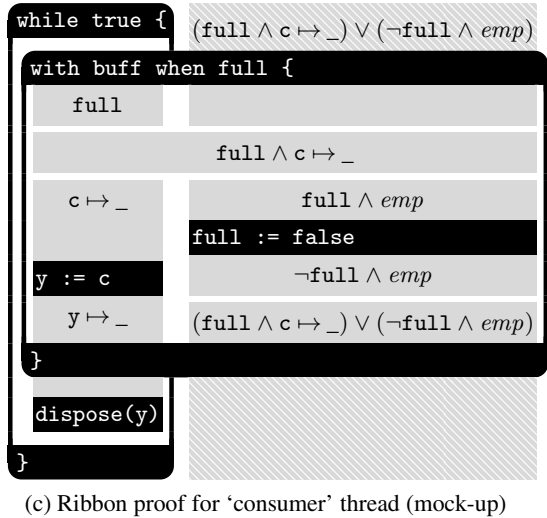 while true {
(full ∧ c ↦ _) ∨ (¬full ∧ emp)
with buff when full {
full
full ∧ c ↦ _
c ↦ _ full ∧ emp
full := false
y := c ¬full ∧ emp
y ↦ _ (full ∧ c ↦ _) ∨ (¬full ∧ emp)
}
dispose(y)
}
(c) Ribbon proof for ‘consumer’ thread (mock-up)